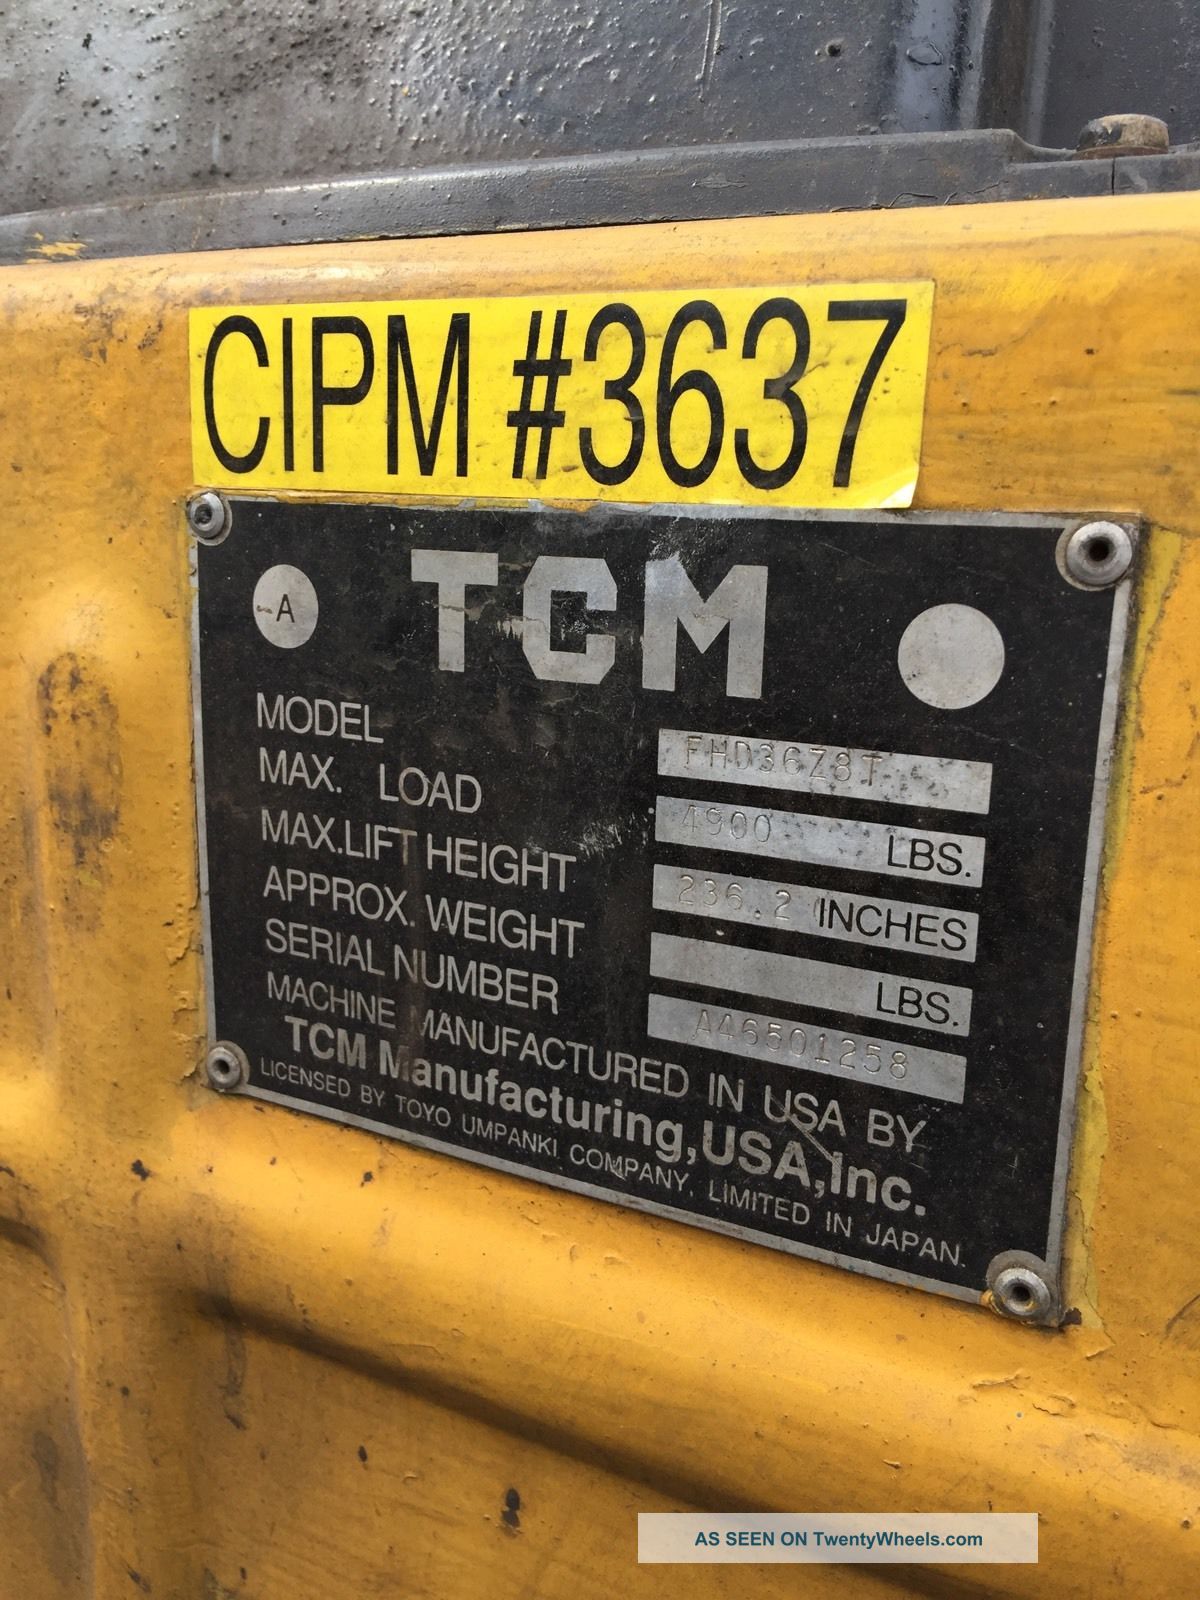 CIPM #3637
A TCM
MODEL FHD36Z8T
MAX. LOAD 4900 LBS.
MAX.LIFT HEIGHT 236.2 INCHES
APPROX. WEIGHT LBS.
SERIAL NUMBER A46501258
MACHINE MANUFACTURED IN USA BY
TCM Manufacturing,USA,Inc.
LICENSED BY TOYO UMPANKI COMPANY, LIMITED IN JAPAN.
AS SEEN ON TwentyWheels.com